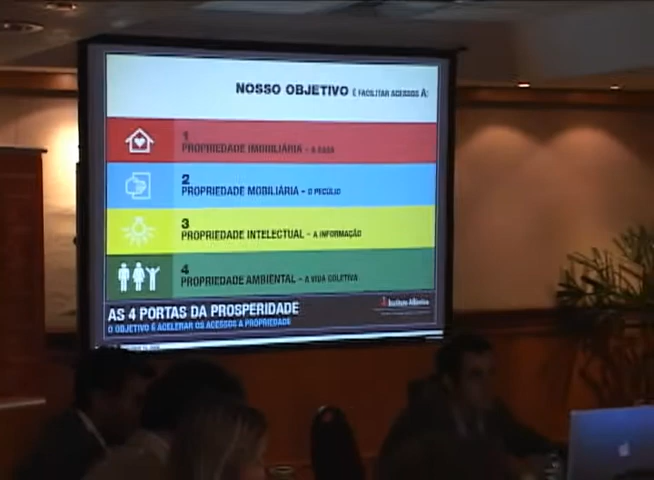 NOSSO OBJETIVO É FACILITAR ACESSOS À:
1
PROPRIEDADE IMOBILIÁRIA - A CASA
2
PROPRIEDADE MOBILIÁRIA - O PECÚLIO
3
PROPRIEDADE INTELECTUAL - A INFORMAÇÃO
4
PROPRIEDADE AMBIENTAL - A VIDA COLETIVA
AS 4 PORTAS DA PROSPERIDADE
O OBJETIVO É ACELERAR OS ACESSOS A PROPRIEDADE
Instituto Atlântico